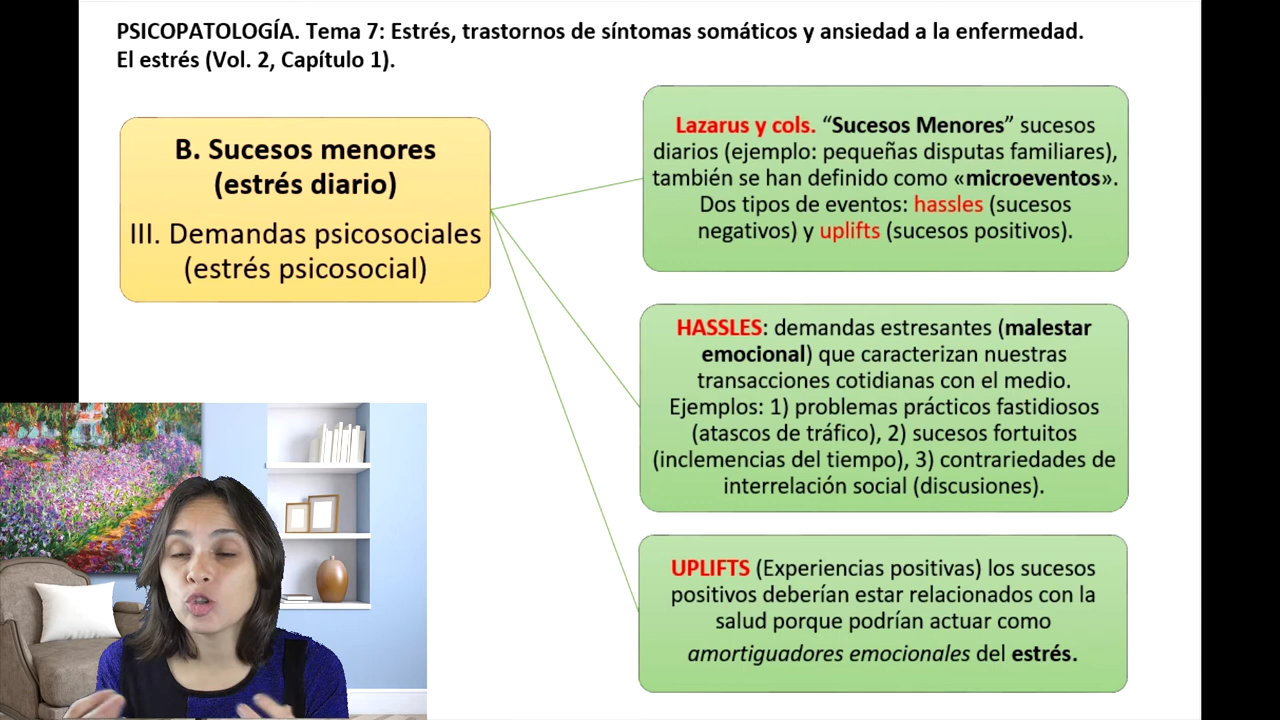 PSICOPATOLOGÍA. Tema 7: Estrés, trastornos de síntomas somáticos y ansiedad a la enfermedad.
El estrés (Vol. 2, Capítulo 1).
B. Sucesos menores
(estrés diario)
III. Demandas psicosociales
(estrés psicosocial)
Lazarus y cols. “Sucesos Menores” sucesos
diarios (ejemplo: pequeñas disputas familiares),
también se han definido como «microeventos».
Dos tipos de eventos: hassles (sucesos
negativos) y uplifts (sucesos positivos).
HASSLES: demandas estresantes (malestar
emocional) que caracterizan nuestras
transacciones cotidianas con el medio.
Ejemplos: 1) problemas prácticos fastidiosos
(atascos de tráfico), 2) sucesos fortuitos
(inclemencias del tiempo), 3) contrariedades de
interrelación social (discusiones).
UPLIFTS (Experiencias positivas) los sucesos
positivos deberían estar relacionados con la
salud porque podrían actuar como
amortiguadores emocionales del estrés.